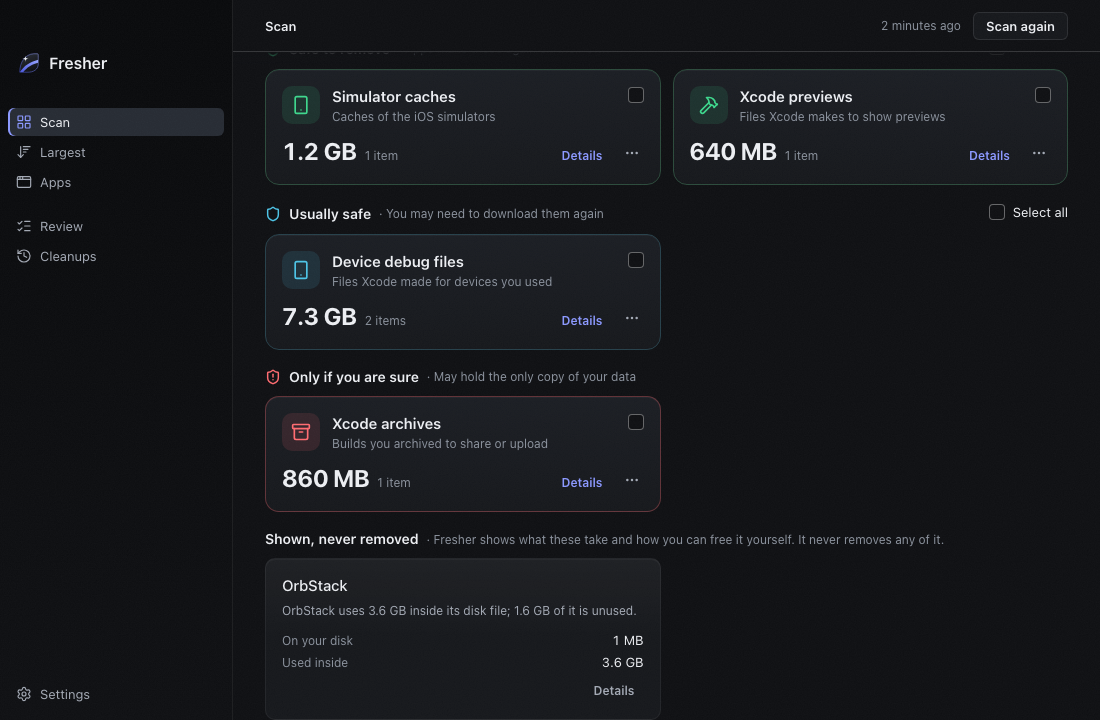 Scan
2 minutes ago
Scan again
Fresher
Scan
Largest
Apps
Review
Cleanups
Settings
Simulator caches
Caches of the iOS simulators
1.2 GB 1 item
Details
Xcode previews
Files Xcode makes to show previews
640 MB 1 item
Details
Usually safe · You may need to download them again
Select all
Device debug files
Files Xcode made for devices you used
7.3 GB 2 items
Details
Only if you are sure · May hold the only copy of your data
Xcode archives
Builds you archived to share or upload
860 MB 1 item
Details
Shown, never removed · Fresher shows what these take and how you can free it yourself. It never removes any of it.
OrbStack
OrbStack uses 3.6 GB inside its disk file; 1.6 GB of it is unused.
On your disk 1 MB
Used inside 3.6 GB
Details